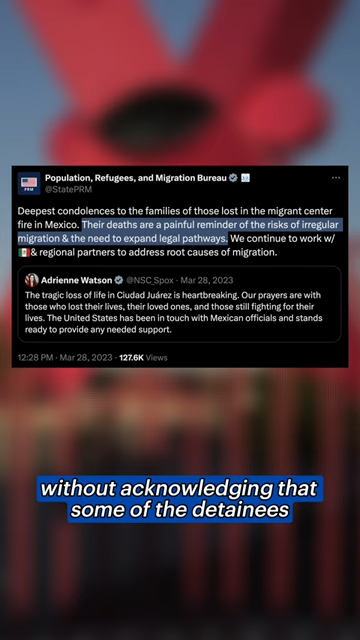 Population, Refugees, and Migration Bureau
PRM
@StatePRM
Deepest condolences to the families of those lost in the migrant center
fire in Mexico. Their deaths are a painful reminder of the risks of irregular
migration & the need to expand legal pathways. We continue to work w/
🇲🇽& regional partners to address root causes of migration.
Adrienne Watson @NSC_Spox · Mar 28, 2023
The tragic loss of life in Ciudad Juárez is heartbreaking. Our prayers are with
those who lost their lives, their loved ones, and those still fighting for their
lives. The United States has been in touch with Mexican officials and stands
ready to provide any needed support.
12:28 PM · Mar 28, 2023 · 127.6K Views
without acknowledging that
some of the detainees